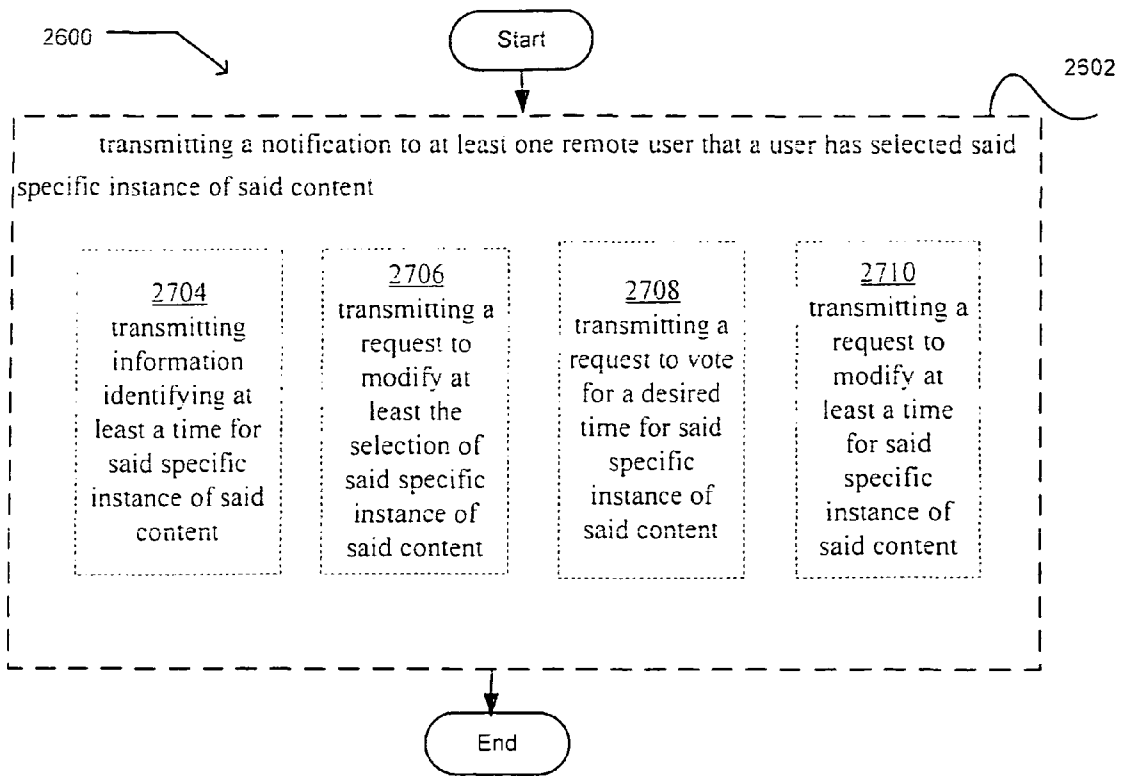 2600
Start
2602
transmitting a notification to at least one remote user that a user has selected said
specific instance of said content
2704
transmitting
information
identifying at
least a time for
said specific
instance of said
content
2706
transmitting a
request to
modify at
least the
selection of
said specific
instance of
said content
2708
transmitting a
request to vote
for a desired
time for said
specific
instance of
said content
2710
transmitting a
request to
modify at
least a time
for said
specific
instance of
said content
End